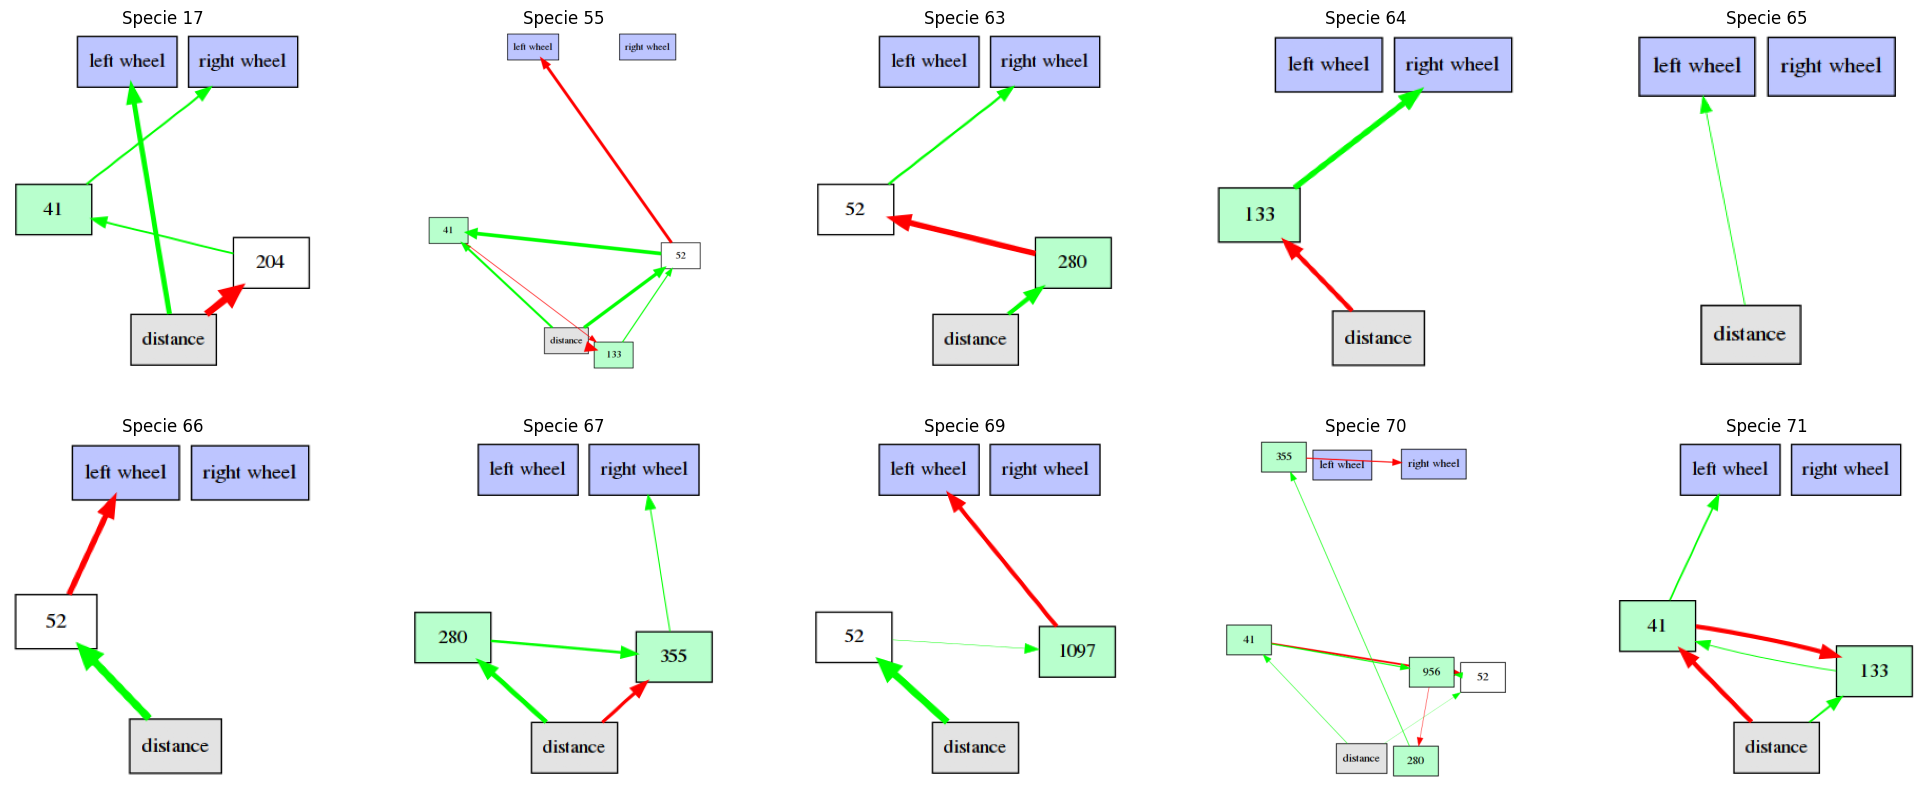 Specie 17
left wheel
right wheel
41
204
distance
Specie 55
left wheel
right wheel
41
52
distance
133
Specie 63
left wheel
right wheel
52
280
distance
Specie 64
left wheel
right wheel
133
distance
Specie 65
left wheel
right wheel
distance
Specie 66
left wheel
right wheel
52
distance
Specie 67
left wheel
right wheel
280
355
distance
Specie 69
left wheel
right wheel
52
1097
distance
Specie 70
355
left wheel
right wheel
41
956
52
distance
280
Specie 71
left wheel
right wheel
41
133
distance